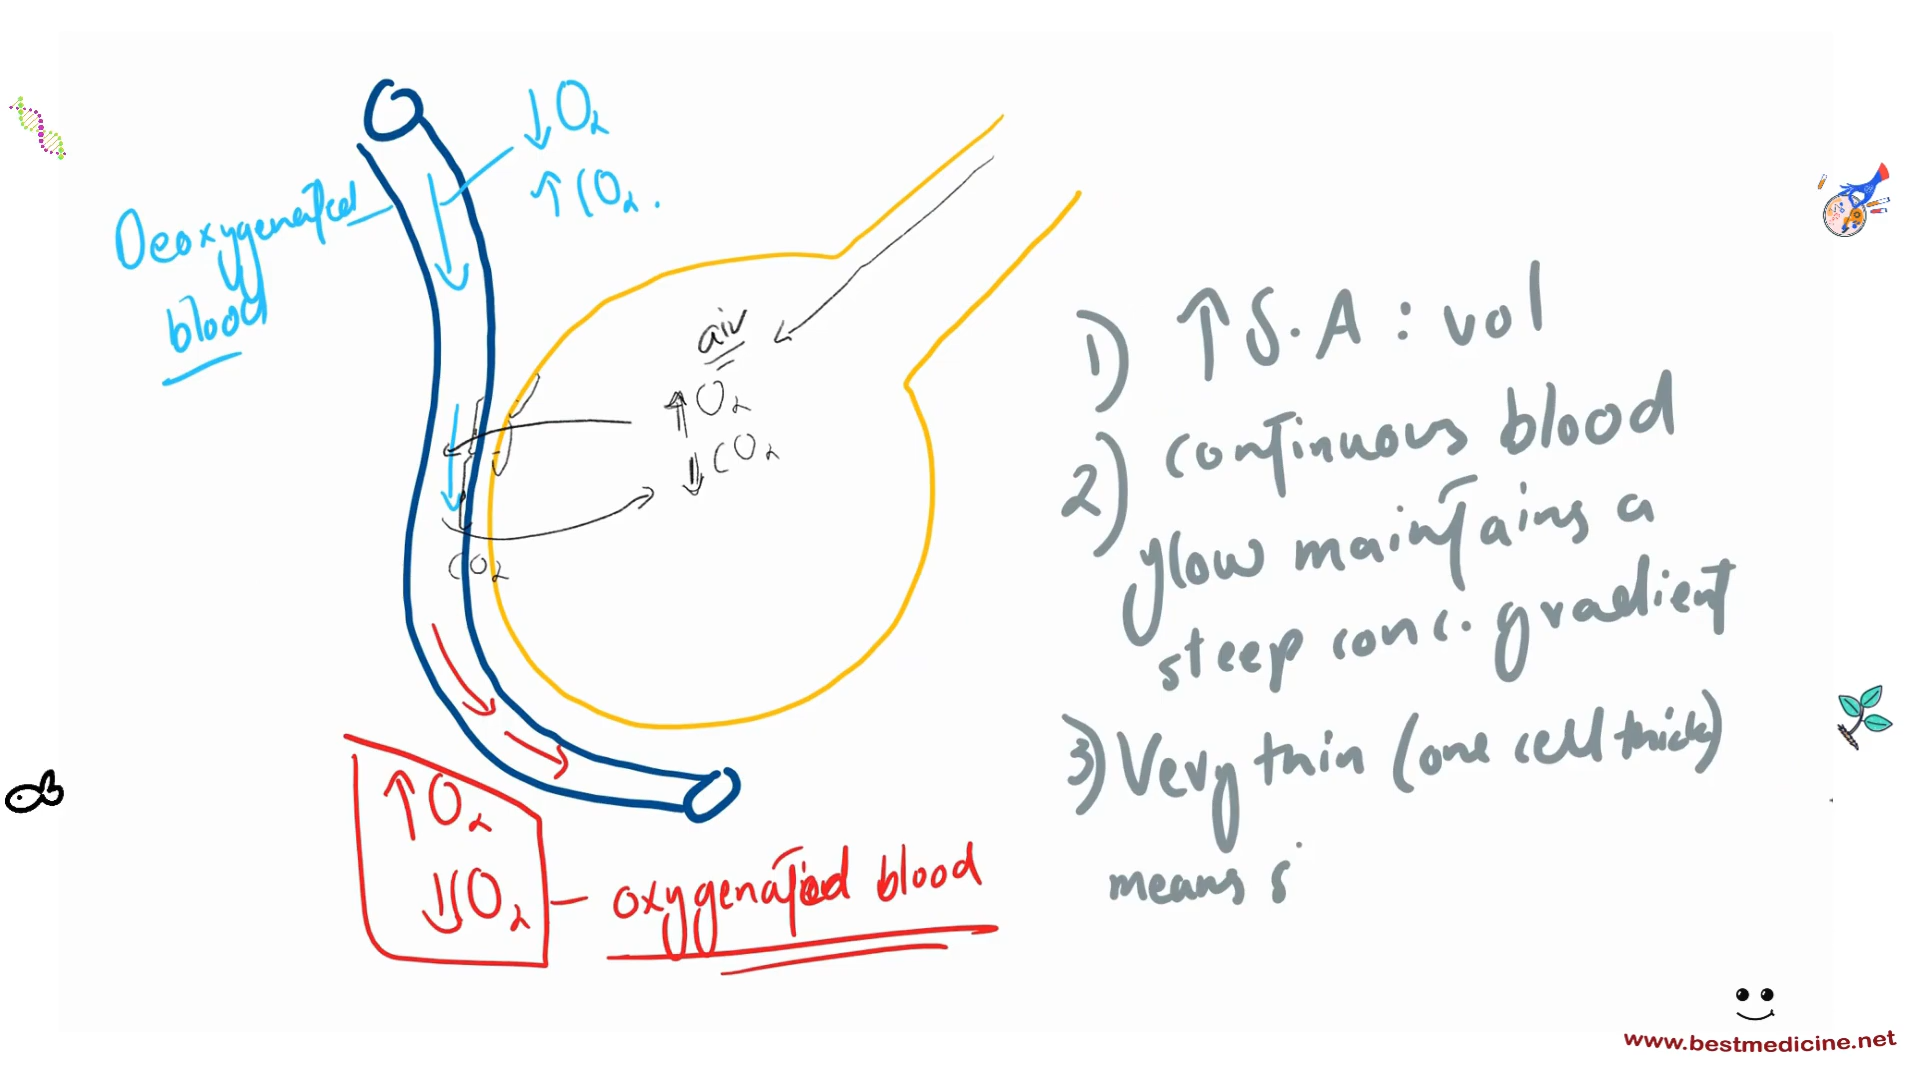 ↓O₂
↑CO₂.
Deoxygenated
blood
air
↑O₂
↓CO₂
CO₂
↑O₂
↓CO₂
oxygenated blood
1) ↑ S.A : vol
2) continuous blood
flow maintains a
steep conc. gradient
3) Very thin (one cell thick)
means s
www.bestmedicine.net